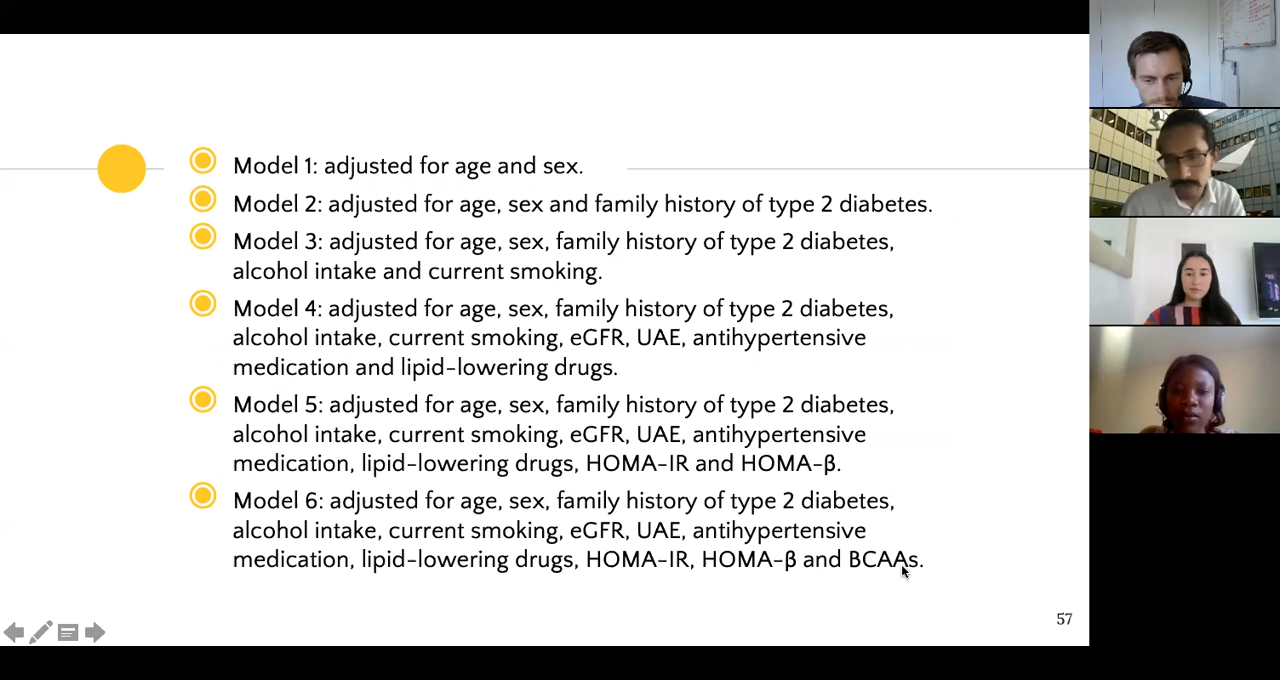 Model 1: adjusted for age and sex.
Model 2: adjusted for age, sex and family history of type 2 diabetes.
Model 3: adjusted for age, sex, family history of type 2 diabetes,
alcohol intake and current smoking.
Model 4: adjusted for age, sex, family history of type 2 diabetes,
alcohol intake, current smoking, eGFR, UAE, antihypertensive
medication and lipid-lowering drugs.
Model 5: adjusted for age, sex, family history of type 2 diabetes,
alcohol intake, current smoking, eGFR, UAE, antihypertensive
medication, lipid-lowering drugs, HOMA-IR and HOMA-β.
Model 6: adjusted for age, sex, family history of type 2 diabetes,
alcohol intake, current smoking, eGFR, UAE, antihypertensive
medication, lipid-lowering drugs, HOMA-IR, HOMA-β and BCAAs.
57